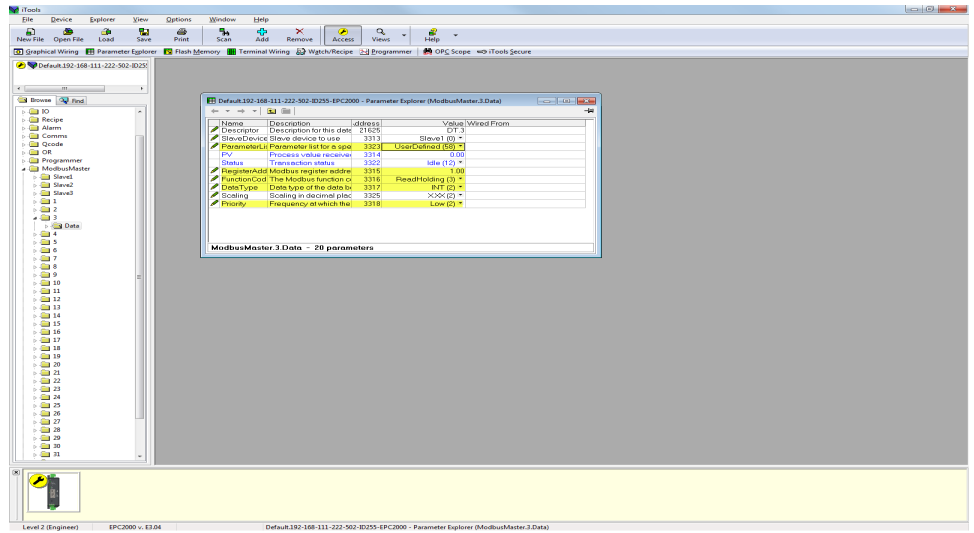 iTools
File Device Explorer View Options Window Help
New File Open File Load Save Print Scan Add Remove Access Views Help
Graphical Wiring Parameter Explorer Flash Memory Terminal Wiring Watch/Recipe Programmer OPC Scope iTools Secure
Default.192-168-111-222-502-ID255
Browse Find
IO
Recipe
Alarm
Comms
Qcode
OR
Programmer
ModbusMaster
Slave1
Slave2
Slave3
1
2
3
Data
4
5
6
7
8
9
10
11
12
13
14
15
16
17
18
19
20
21
22
23
24
25
26
27
28
29
30
31
Default.192-168-111-222-502-ID255-EPC2000 - Parameter Explorer (ModbusMaster.3.Data)
Name Description Address Value Wired From
Descriptor Description for this date 21625 DT.3
SlaveDevice Slave device to use 3313 Slave1 (0)
ParameterLi Parameter list for a spe 3323 UserDefined (58)
PV Process value receive 3314 0.00
Status Transaction status 3322 Idle (12)
RegisterAdd Modbus register addre 3315 1.00
FunctionCod The Modbus function c 3316 ReadHolding (3)
DataType Data type of the data b 3317 INT (2)
Scaling Scaling in decimal plac 3325 X.XX (2)
Priority Frequency at which the 3318 Low (2)
ModbusMaster.3.Data - 20 parameters
Level 2 (Engineer) EPC2000 v. E3.04 Default.192-168-111-222-502-ID255-EPC2000 - Parameter Explorer (ModbusMaster.3.Data)